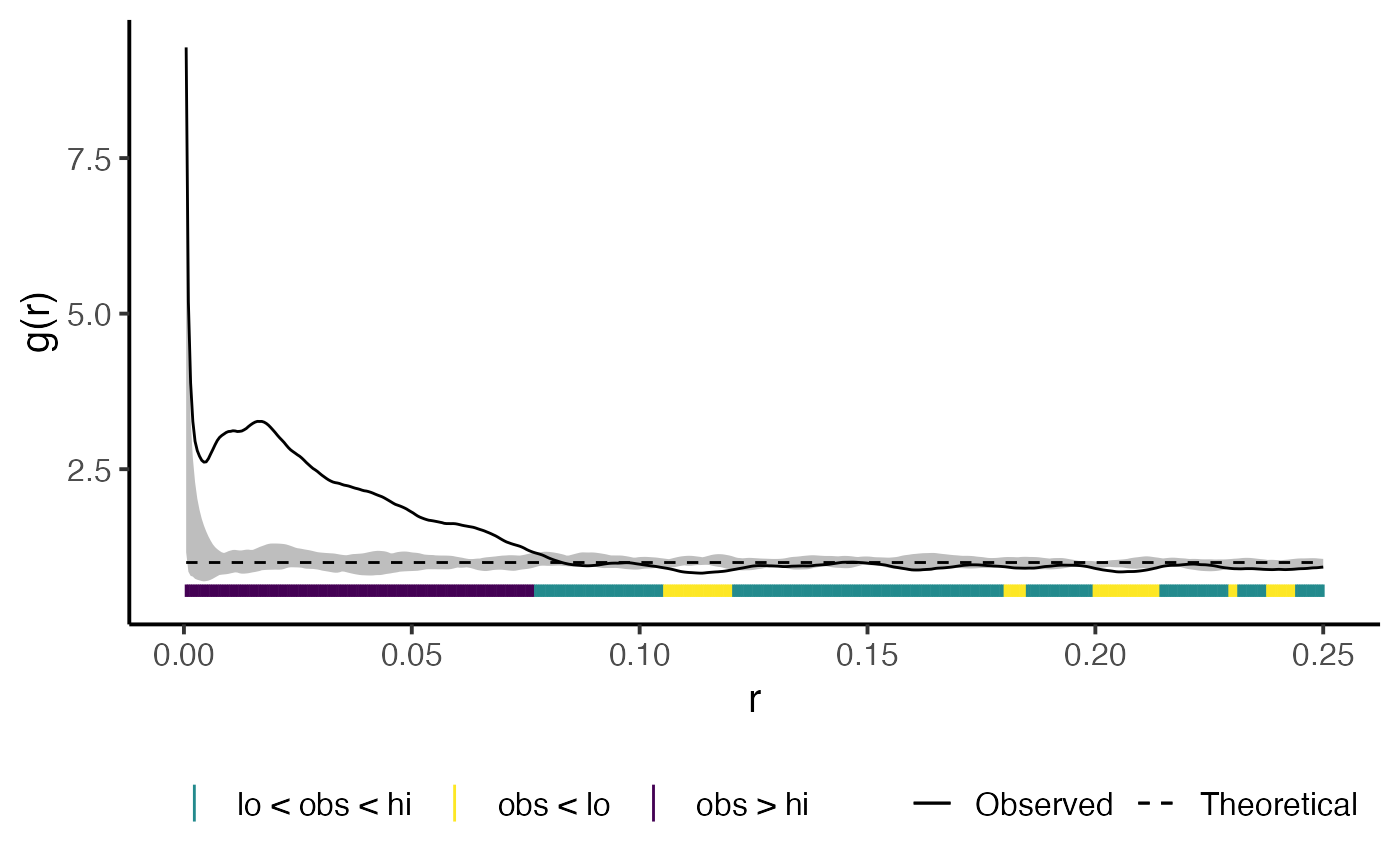 g(r)
7.5
5.0
2.5
0.00 0.05 0.10 0.15 0.20 0.25
r
lo < obs < hi obs < lo obs > hi Observed Theoretical